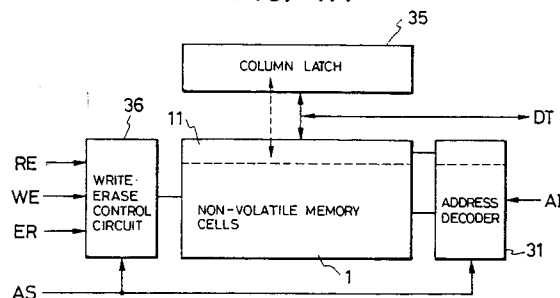 35
COLUMN LATCH
DT
36
11
RE
WE
ER
WRITE-
ERASE
CONTROL
CIRCUIT
NON-VOLATILE MEMORY
CELLS
ADDRESS
DECODER
31
1
AS